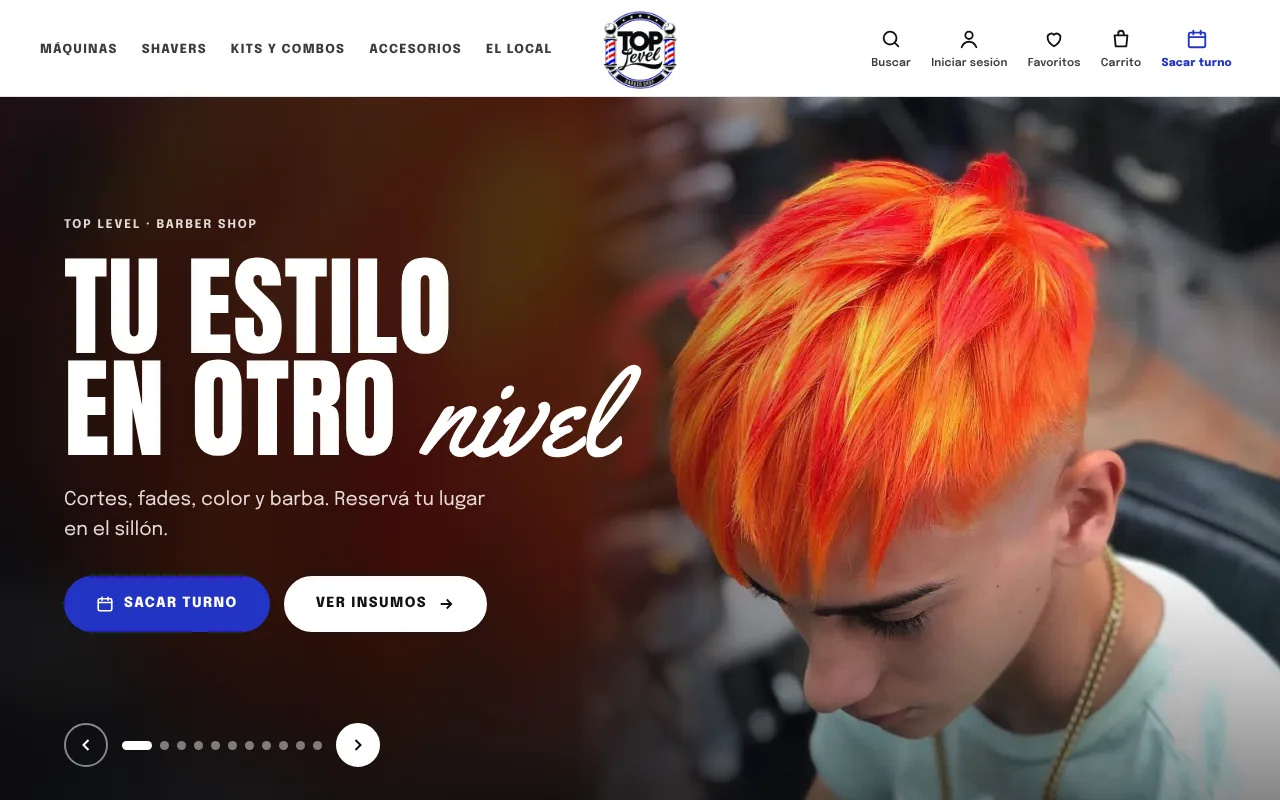 MÁQUINAS
SHAVERS
KITS Y COMBOS
ACCESORIOS
EL LOCAL
TOP
Level
BARBER SHOP
Buscar
Iniciar sesión
Favoritos
Carrito
Sacar turno
TOP LEVEL · BARBER SHOP
TU ESTILO
EN OTRO nivel
Cortes, fades, color y barba. Reservá tu lugar
en el sillón.
SACAR TURNO
VER INSUMOS